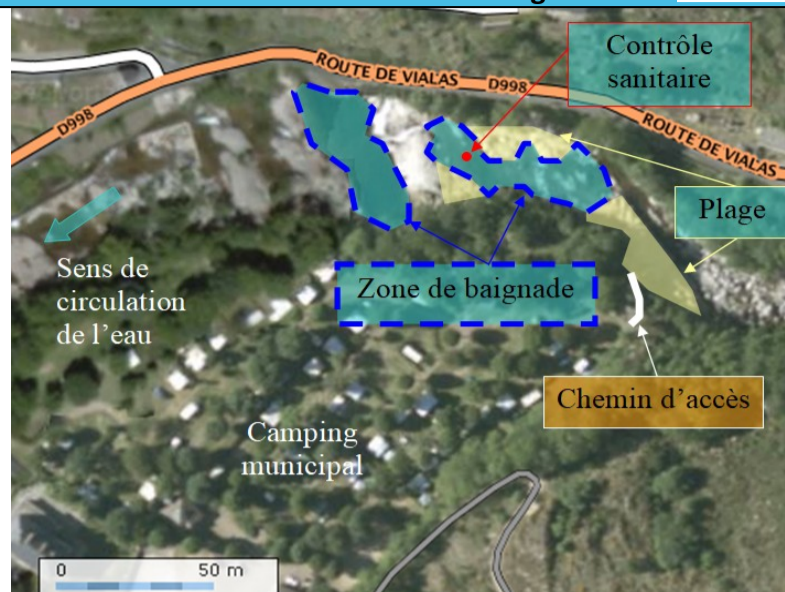 ROUTE DE VIALAS D998
Contrôle
sanitaire
D998
ROUTE DE VIALAS
Plage
Sens de
circulation
de l’eau
Zone de baignade
Chemin d’accès
Camping
municipal
0 50 m